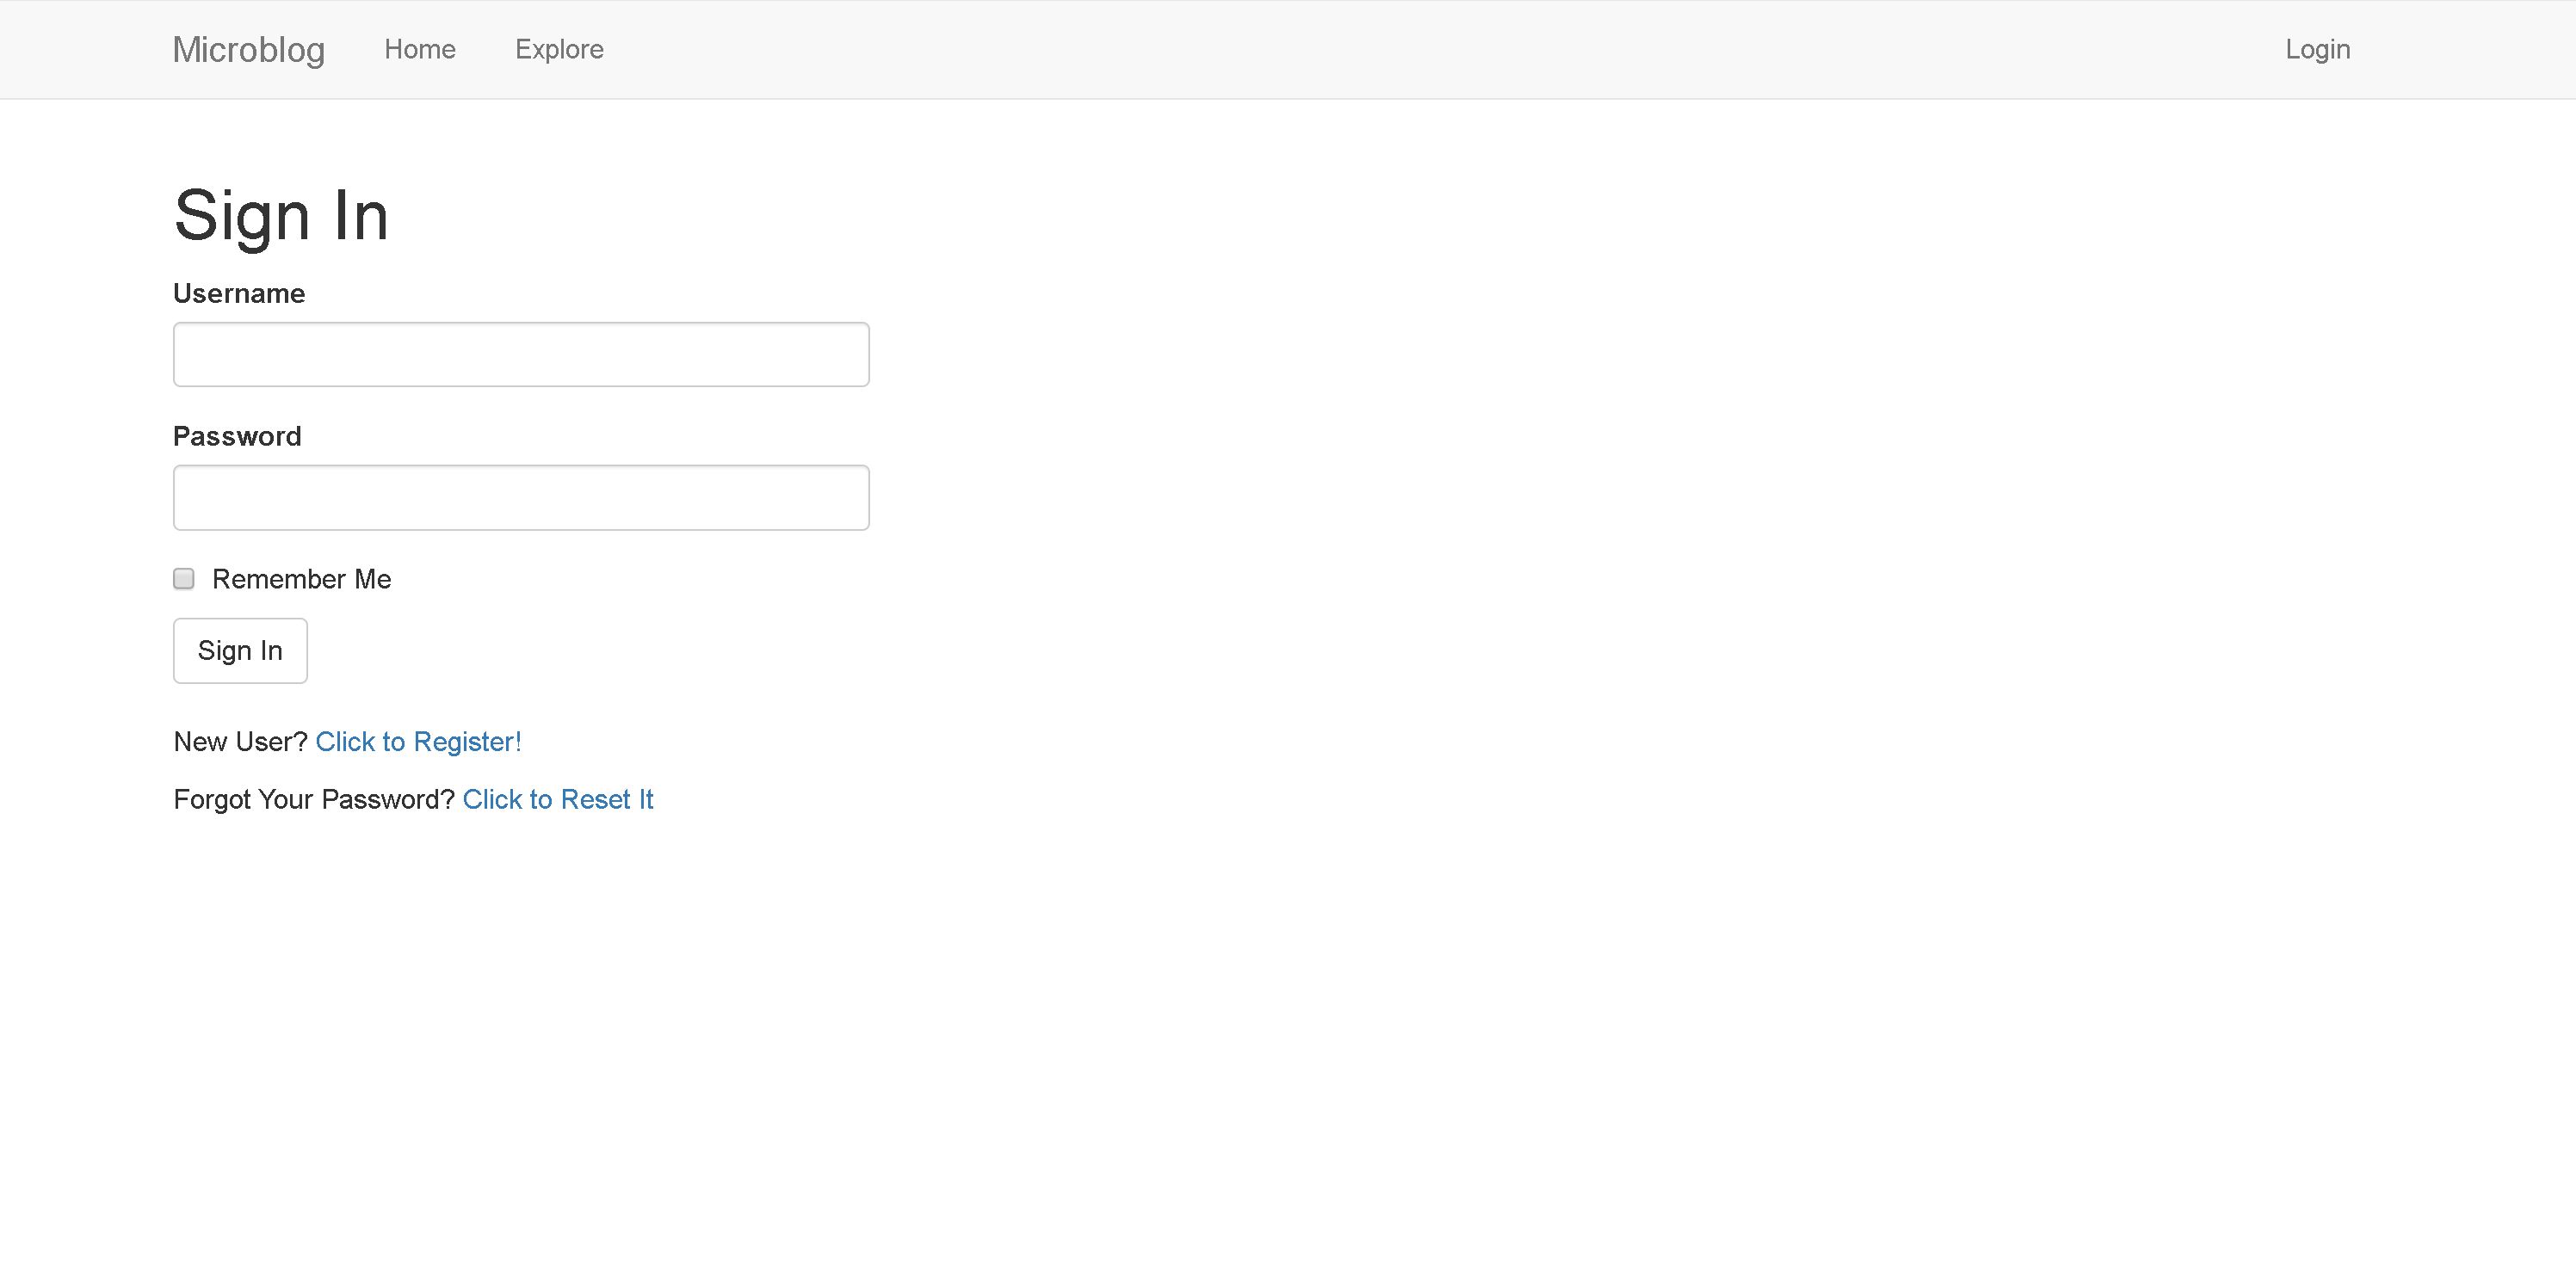 Microblog Home Explore Login
Sign In
Username
Password
Remember Me
Sign In
New User? Click to Register!
Forgot Your Password? Click to Reset It